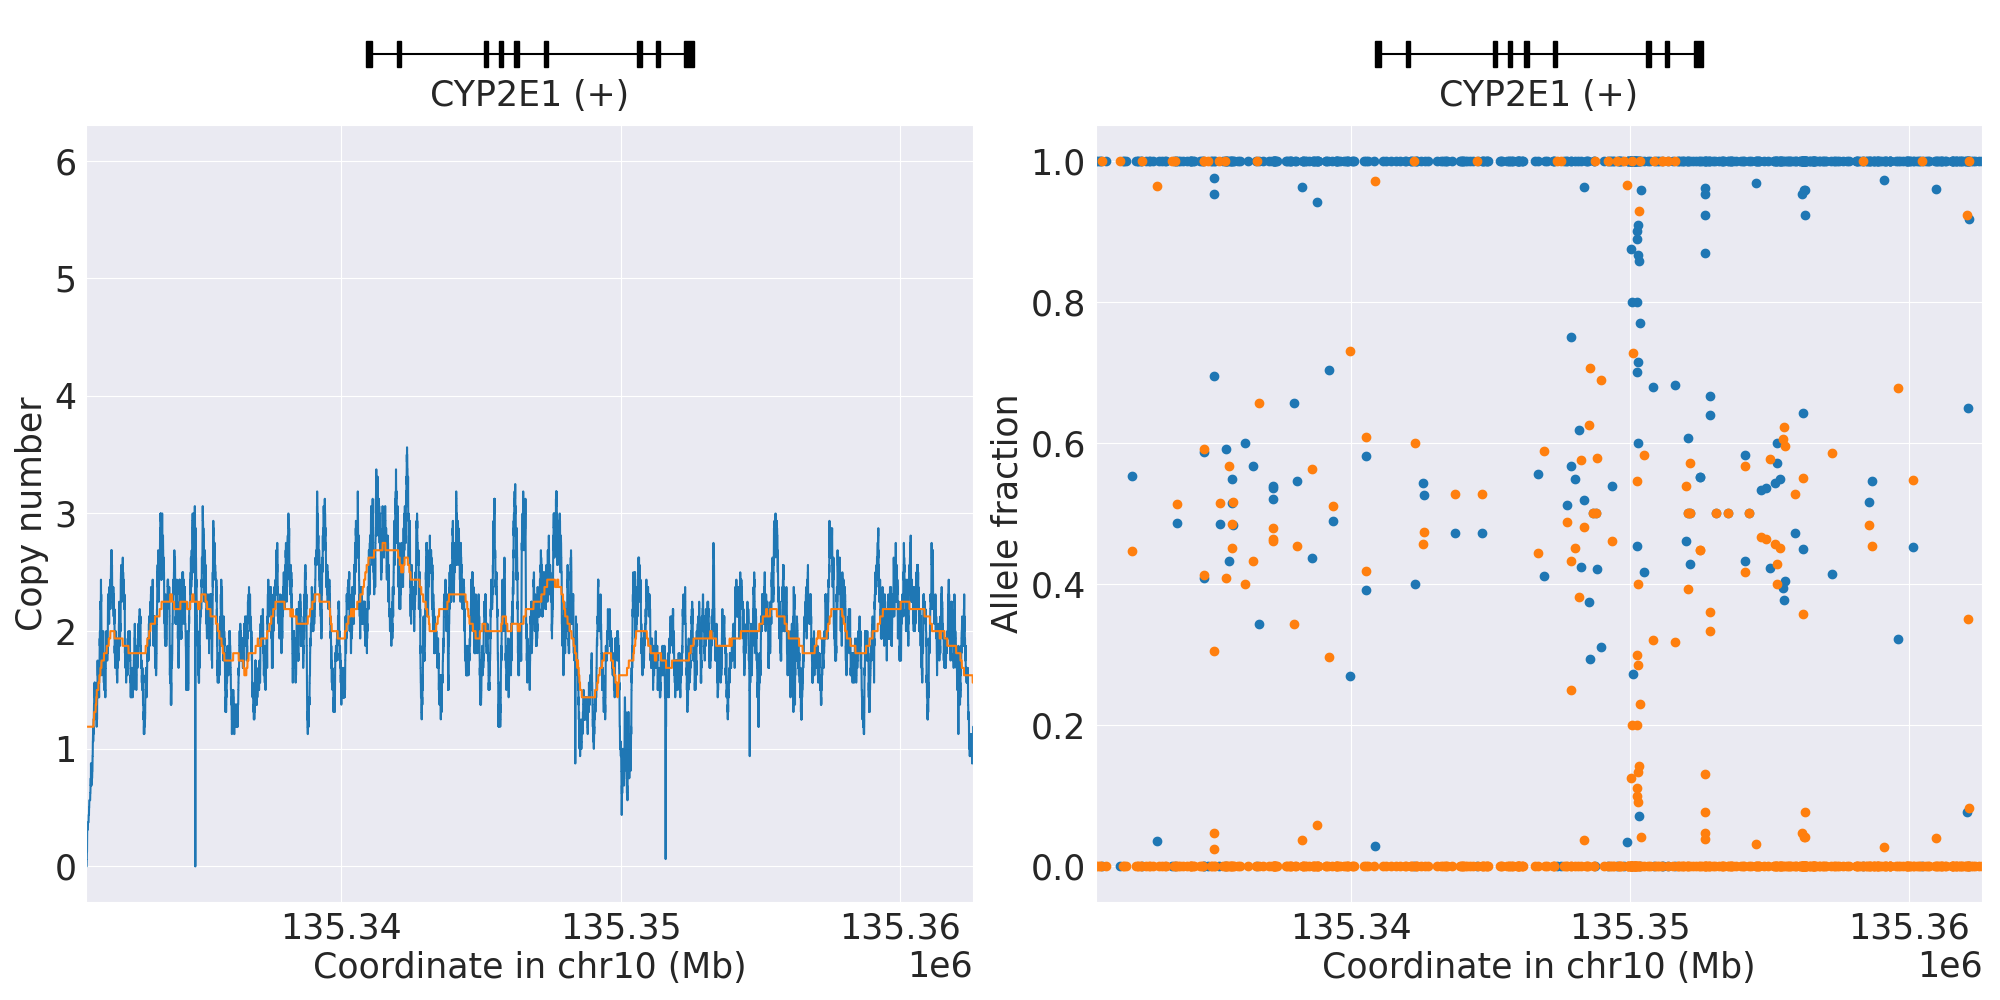 CYP2E1 (+)
6
5
4
3
2
1
0
Copy number
135.34 135.35 135.36
Coordinate in chr10 (Mb)
1e6
CYP2E1 (+)
1.0
0.8
0.6
0.4
0.2
0.0
Allele fraction
135.34 135.35 135.36
Coordinate in chr10 (Mb)
1e6